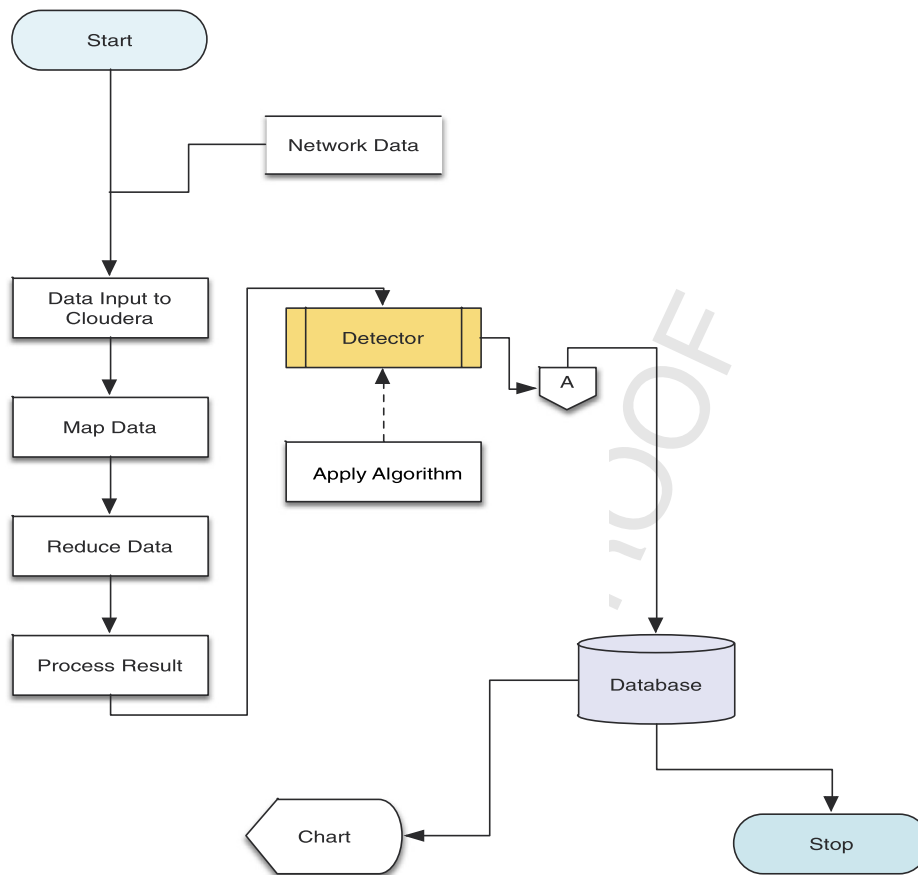 Start
Network Data
Data Input to
Cloudera
Detector
A
Map Data
Apply Algorithm
Reduce Data
Process Result
Database
Chart
Stop